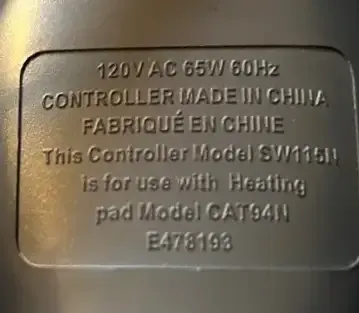 120V AC 65W 60Hz
CONTROLLER MADE IN CHINA
FABRIQUÉ EN CHINE
This Controller Model SW115N
is for use with Heating
pad Model CAT94N
E478193